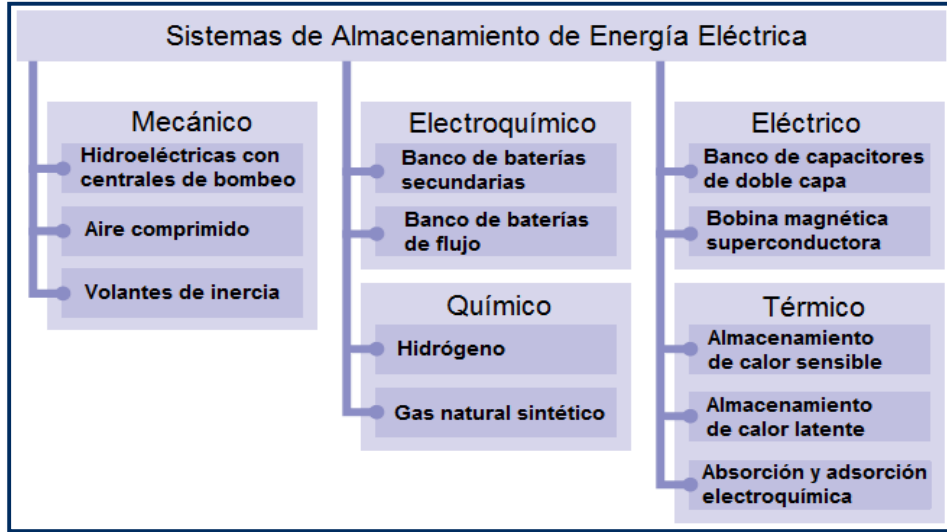 Sistemas de Almacenamiento de Energía Eléctrica
Mecánico
Hidroeléctricas con
centrales de bombeo
Aire comprimido
Volantes de inercia
Electroquímico
Banco de baterías
secundarias
Banco de baterías
de flujo
Químico
Hidrógeno
Gas natural sintético
Eléctrico
Banco de capacitores
de doble capa
Bobina magnética
superconductora
Térmico
Almacenamiento
de calor sensible
Almacenamiento
de calor latente
Absorción y adsorción
electroquímica